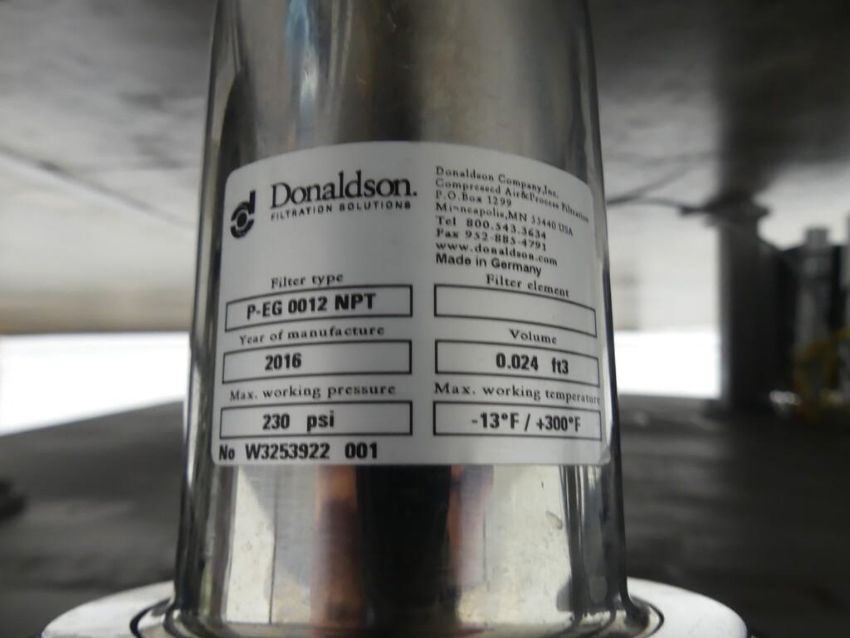 Donaldson.
FILTRATION SOLUTIONS
Donaldson Company,Inc.
Compressed Air&Process Filtration
P.O.Box 1299
Minneapolis,MN 55440 USA
Tel 800.543.3634
Fax 952-885-4791
www.donaldson.com
Made in Germany
Filter type
P-EG 0012 NPT
Filter element
Year of manufacture
2016
Volume
0.024 ft3
Max. working pressure
230 psi
Max. working temperature
-13°F / +300°F
No W3253922 001